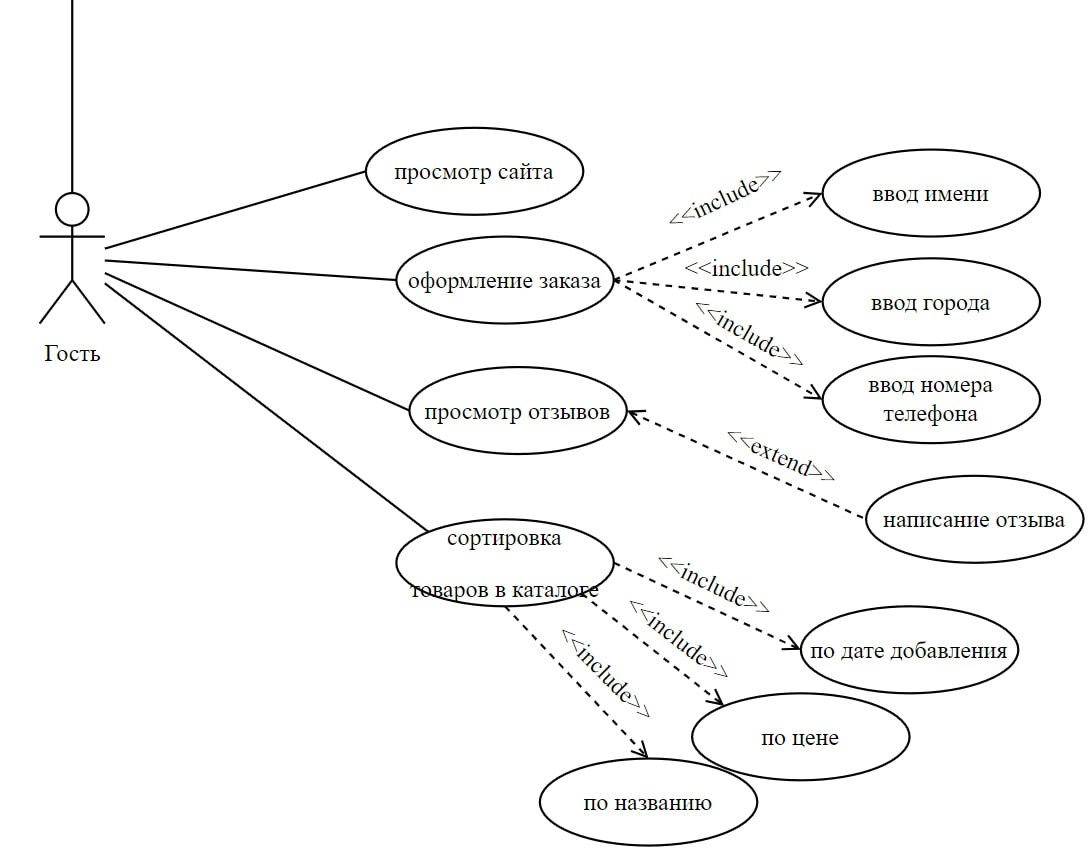 просмотр сайта
<<include>>
ввод имени
оформление заказа
<<include>>
ввод города
<<include>>
Гость
ввод номера
телефона
просмотр отзывов
<<extend>>
написание отзыва
сортировка
товаров в каталоге
<<include>>
<<include>>
<<include>>
по дате добавления
по цене
по названию